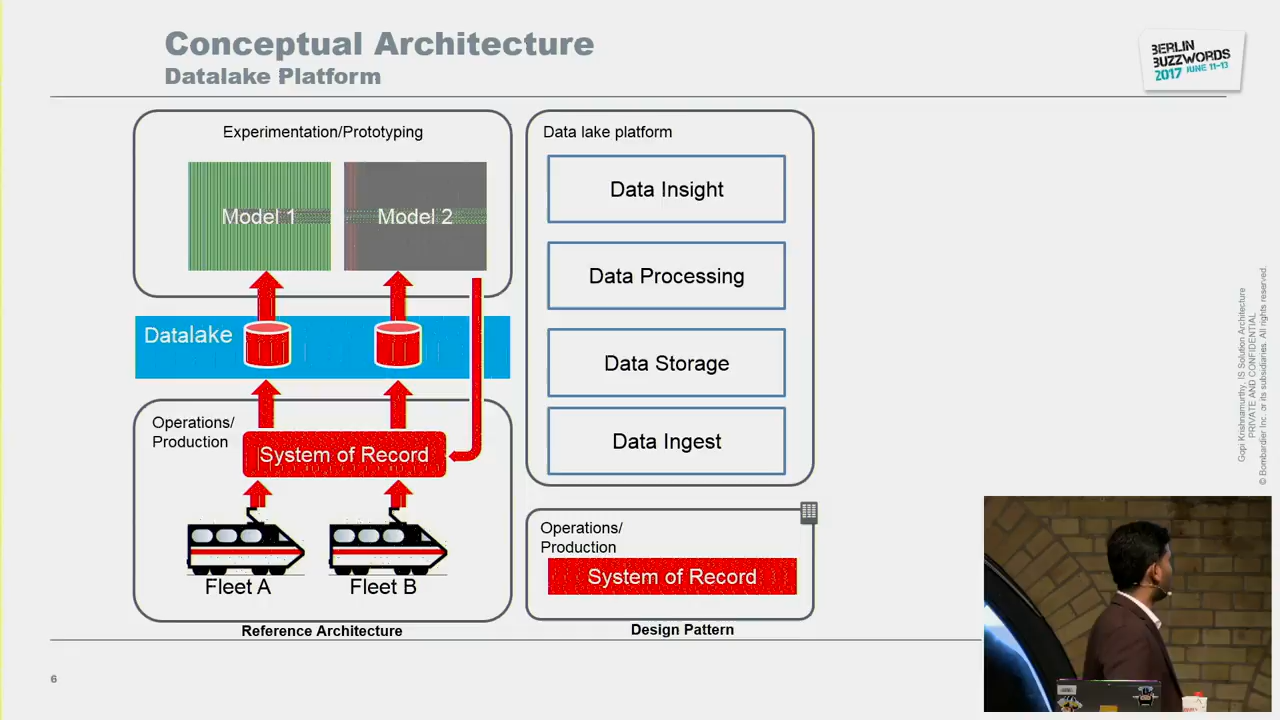 Conceptual Architecture
Datalake Platform
BERLIN
BUZZWORDS
2017 JUNE 11-13
Experimentation/Prototyping
Model 1
Model 2
Datalake
Operations/
Production
System of Record
Fleet A
Fleet B
Reference Architecture
Data lake platform
Data Insight
Data Processing
Data Storage
Data Ingest
Operations/
Production
System of Record
Design Pattern
Gopi Krishnamurthy, IS Solution Architecture
PRIVATE AND CONFIDENTIAL
© Bombardier Inc. or its subsidiaries. All rights reserved.
6